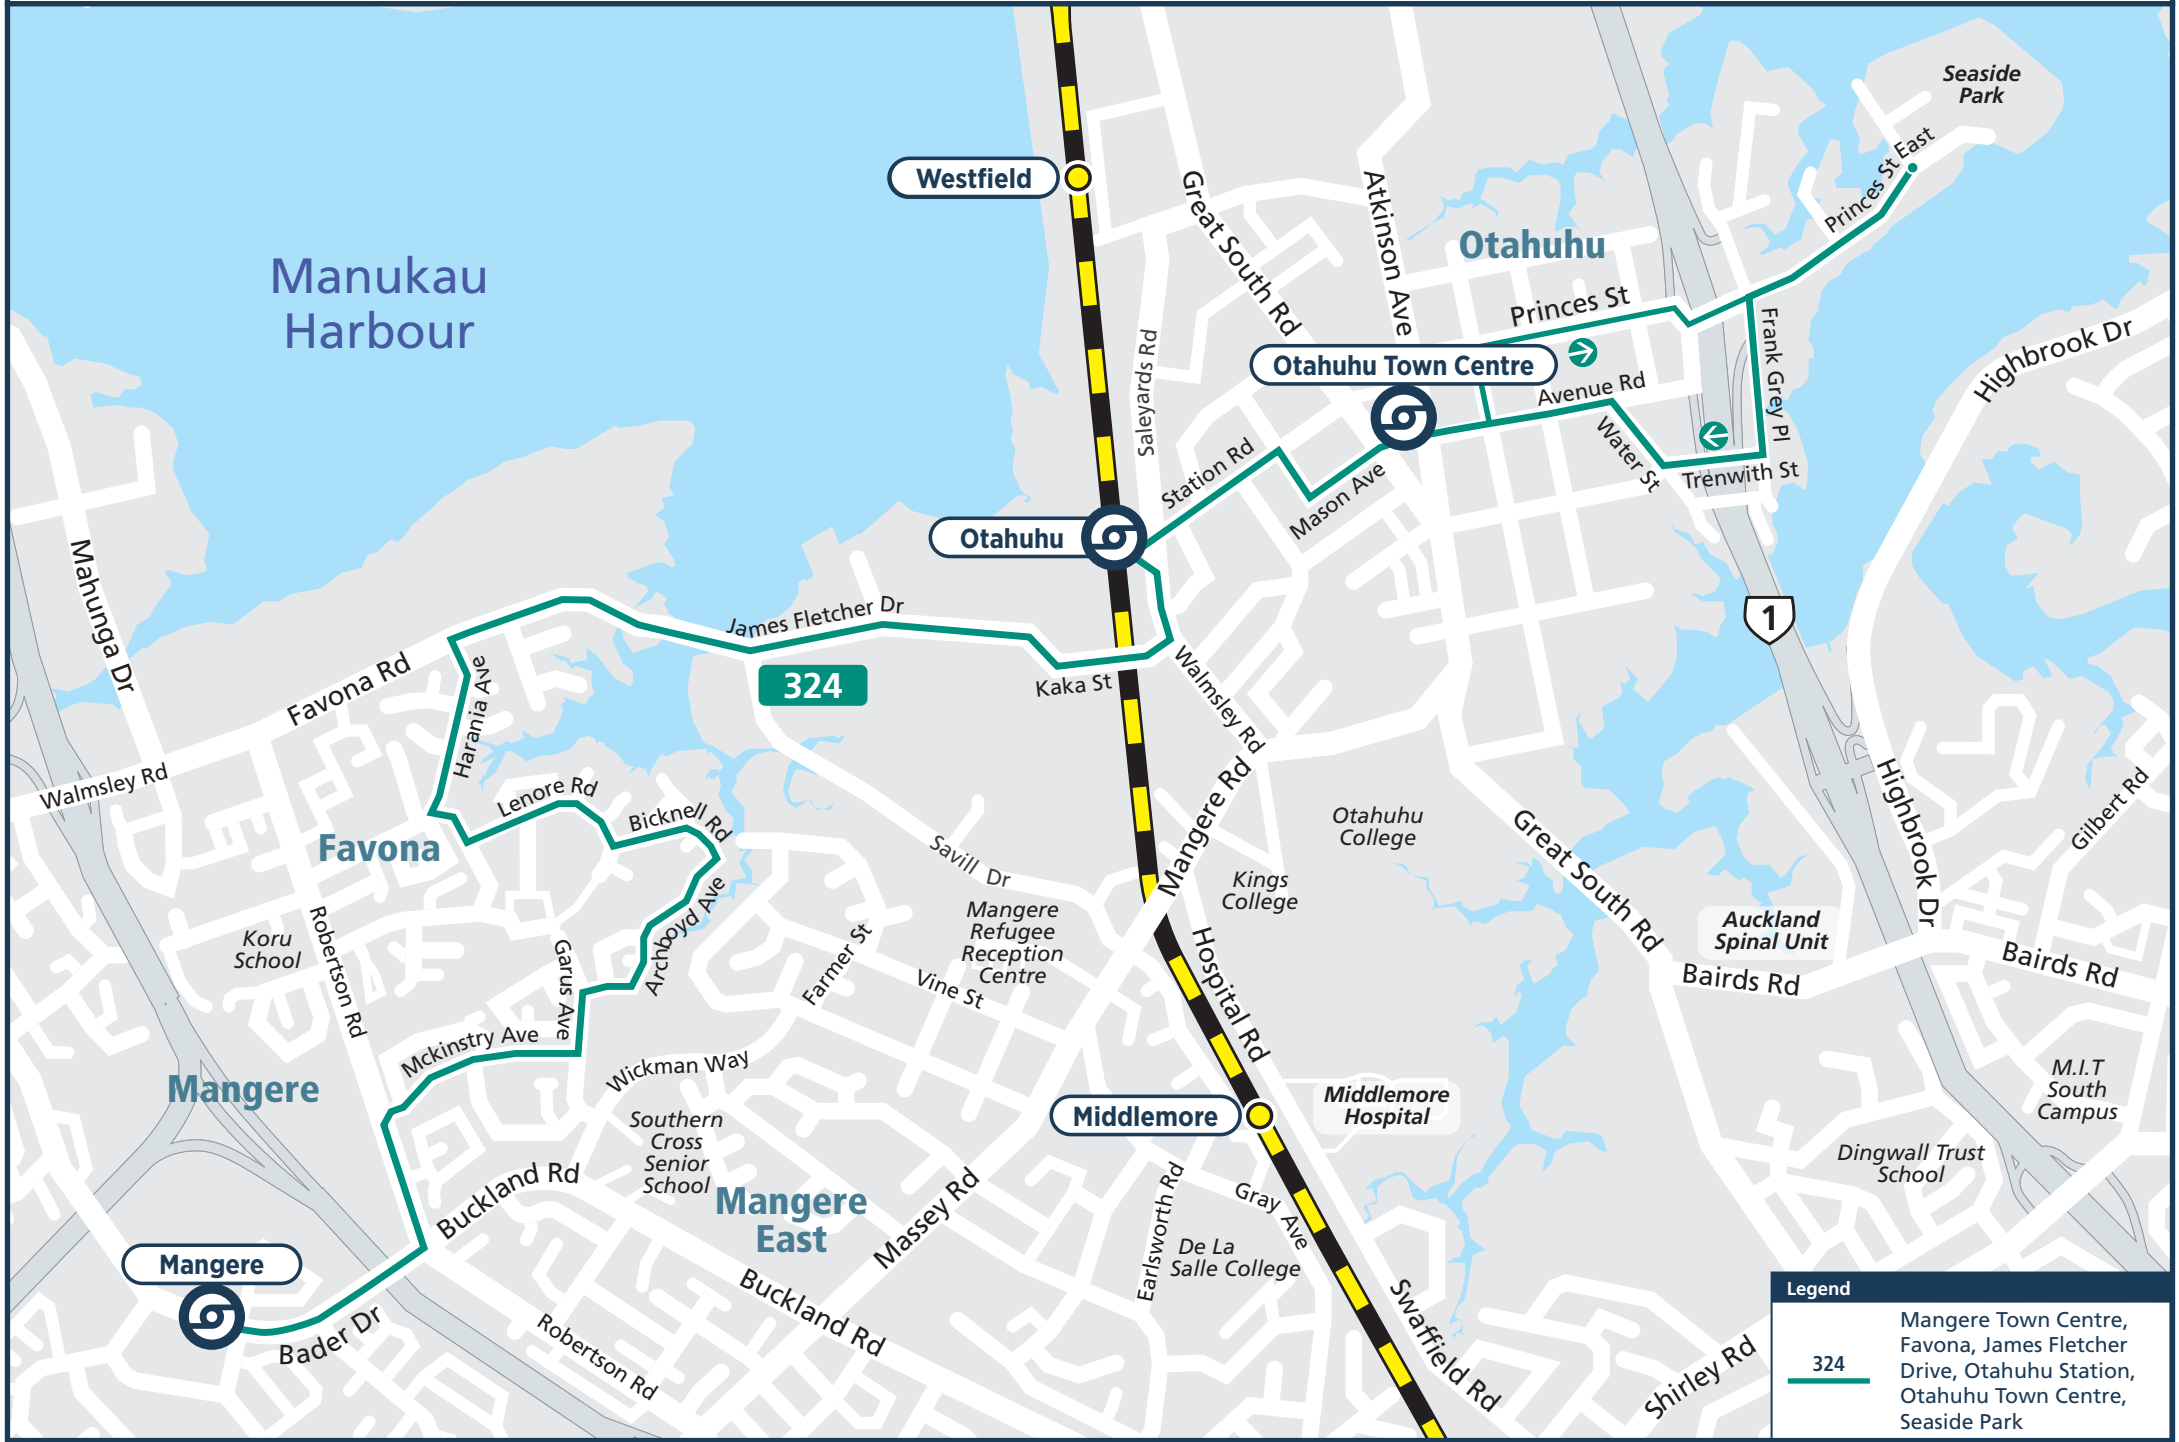 Seaside
Park
Princes St East
Westfield
Great South Rd
Atkinson Ave
Otahuhu
Manukau
Harbour
Princes St
Frank Grey Pl
Highbrook Dr
Saleyards Rd
Otahuhu Town Centre
Avenue Rd
Water St
Trenwith St
Station Rd
Mason Ave
Otahuhu
Mahunga Dr
1
James Fletcher Dr
324
Kaka St
Walmsley Rd
Favona Rd
Harania Ave
Walmsley Rd
Lenore Rd
Bicknell Rd
Favona
Mangere Rd
Otahuhu
College
Great South Rd
Highbrook Dr
Gilbert Rd
Savill Dr
Kings
College
Archboyd Ave
Mangere
Refugee
Reception
Centre
Auckland
Spinal Unit
Koru
School
Robertson Rd
Garus Ave
Farmer St
Vine St
Hospital Rd
Bairds Rd
Bairds Rd
Mckinstry Ave
Wickman Way
Mangere
Southern
Cross
Senior
School
Middlemore
Middlemore
Hospital
M.I.T
South
Campus
Dingwall Trust
School
Buckland Rd
Mangere
East
Massey Rd
Earlsworth Rd
Gray Ave
De La
Salle College
Mangere
Bader Dr
Buckland Rd
Robertson Rd
Swaffield Rd
Shirley Rd
Legend
324
Mangere Town Centre,
Favona, James Fletcher
Drive, Otahuhu Station,
Otahuhu Town Centre,
Seaside Park